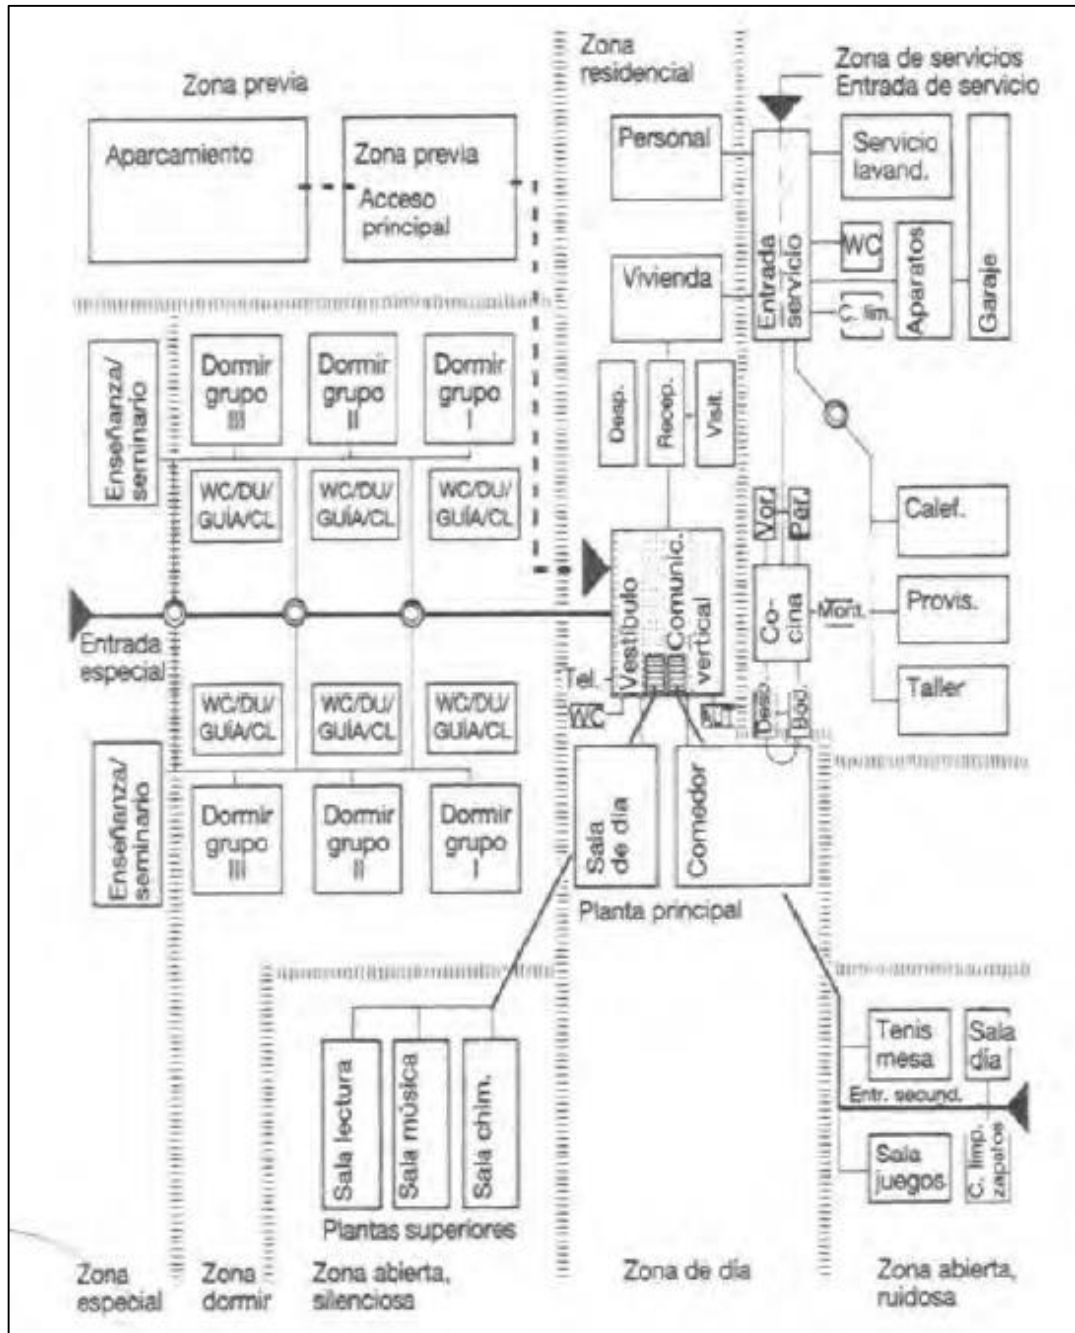 Zona previa
Aparcamiento
Zona previa
Acceso
principal
Zona
residencial
Zona de servicios
Entrada de servicio
Personal
Vivienda
Entrada
servicio
Servicio
lavand.
WC
C. lim.
Aparatos
Garaje
Desp.
Recep.
Visit.
Enseñanza/
seminario
Dormir
grupo
III
Dormir
grupo
II
Dormir
grupo
I
WC/DU/
GUÍA/CL
WC/DU/
GUÍA/CL
WC/DU/
GUÍA/CL
Entrada
especial
Vestíbulo
Comunic.
vertical
Tel.
WC
Vor.
Per.
Co-
cina
Mont.
Calef.
Provis.
Taller
Bod.
WC/DU/
GUÍA/CL
WC/DU/
GUÍA/CL
WC/DU/
GUÍA/CL
Enseñanza/
seminario
Dormir
grupo
III
Dormir
grupo
II
Dormir
grupo
I
Sala
de día
Comedor
Planta principal
Sala lectura
Sala música
Sala chim.
Plantas superiores
Tenis
mesa
Sala
día
Entr. secund.
Sala
juegos
C. limp.
zapatos
Zona
especial
Zona
dormir
Zona abierta,
silenciosa
Zona de día
Zona abierta,
ruidosa